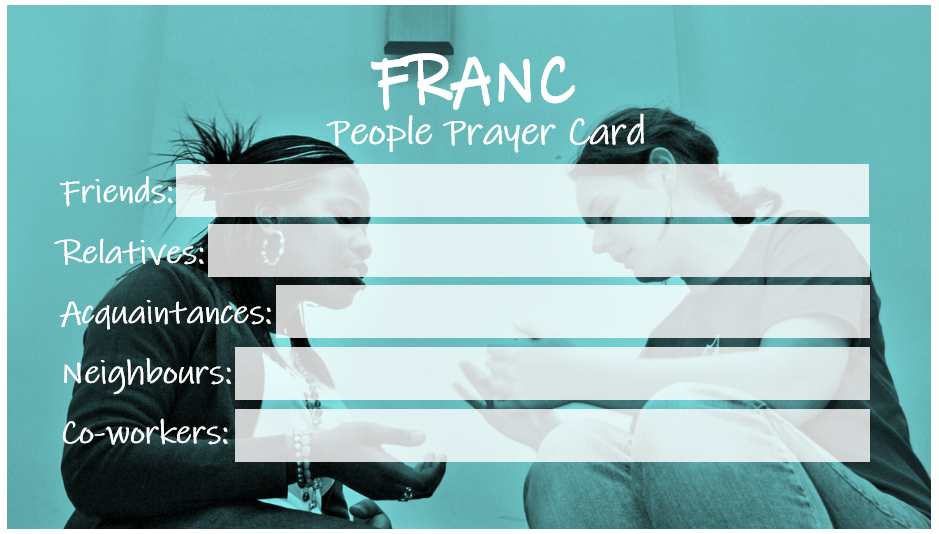 FRANC
People Prayer Card
Friends:
Relatives:
Acquaintances:
Neighbours:
Co-workers: